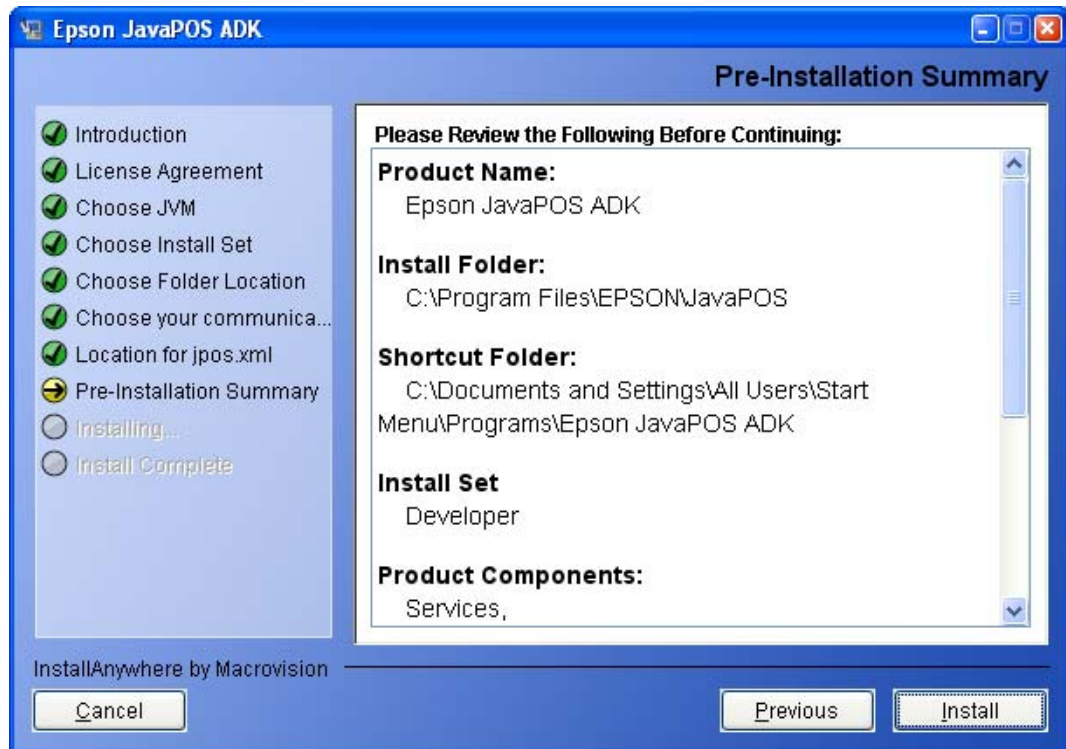 Epson JavaPOS ADK
Pre-Installation Summary
Introduction
License Agreement
Choose JVM
Choose Install Set
Choose Folder Location
Choose your communica...
Location for jpos.xml
Pre-Installation Summary
Installing...
Install Complete
Please Review the Following Before Continuing:
Product Name:
Epson JavaPOS ADK
Install Folder:
C:\Program Files\EPSON\JavaPOS
Shortcut Folder:
C:\Documents and Settings\All Users\Start
Menu\Programs\Epson JavaPOS ADK
Install Set
Developer
Product Components:
Services,
InstallAnywhere by Macrovision
Cancel
Previous
Install